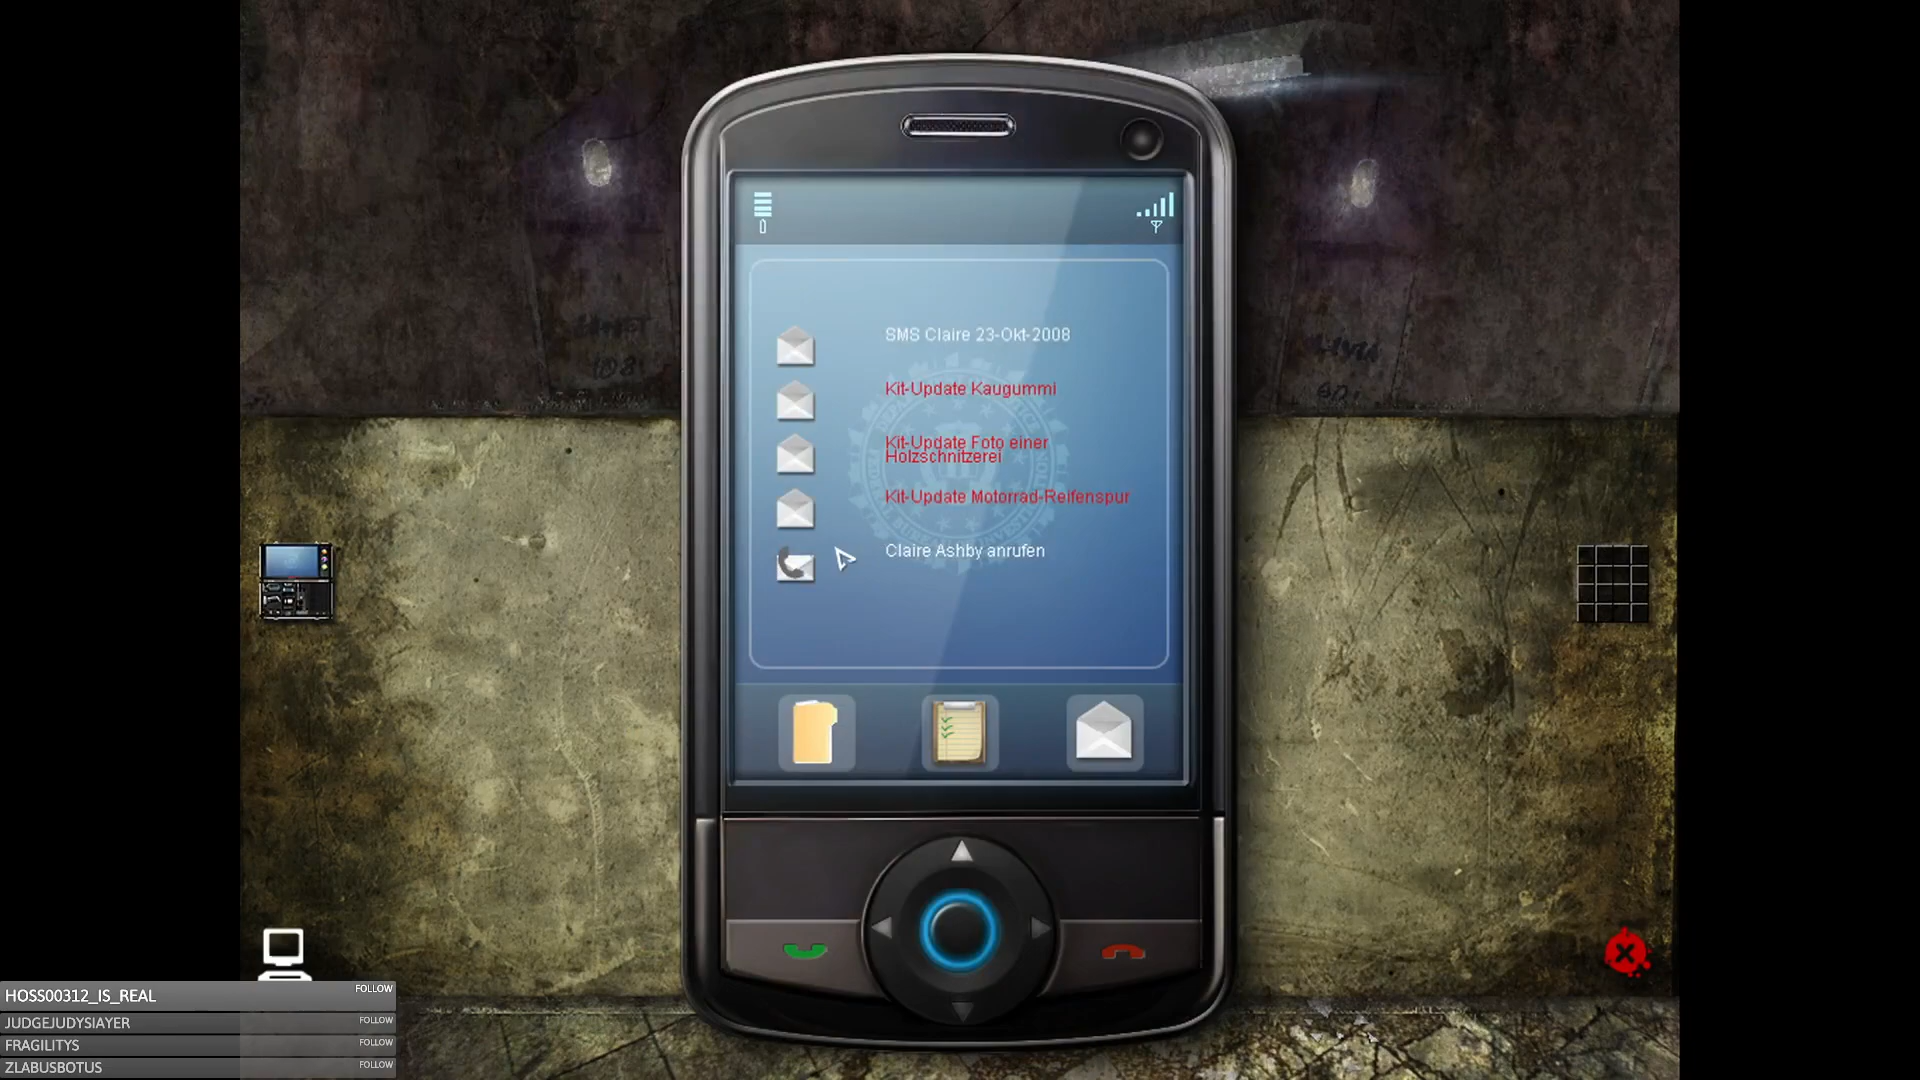 SMS Claire 23-Okt-2008
Kit-Update Kaugummi
Kit-Update Foto einer
Holzschnitzerei
Kit-Update Motorrad-Reifenspur
Claire Ashby anrufen
HOSS00312_IS_REAL FOLLOW
JUDGEJUDYSIAYER FOLLOW
FRAGILITYS FOLLOW
ZLABUSBOTUS FOLLOW